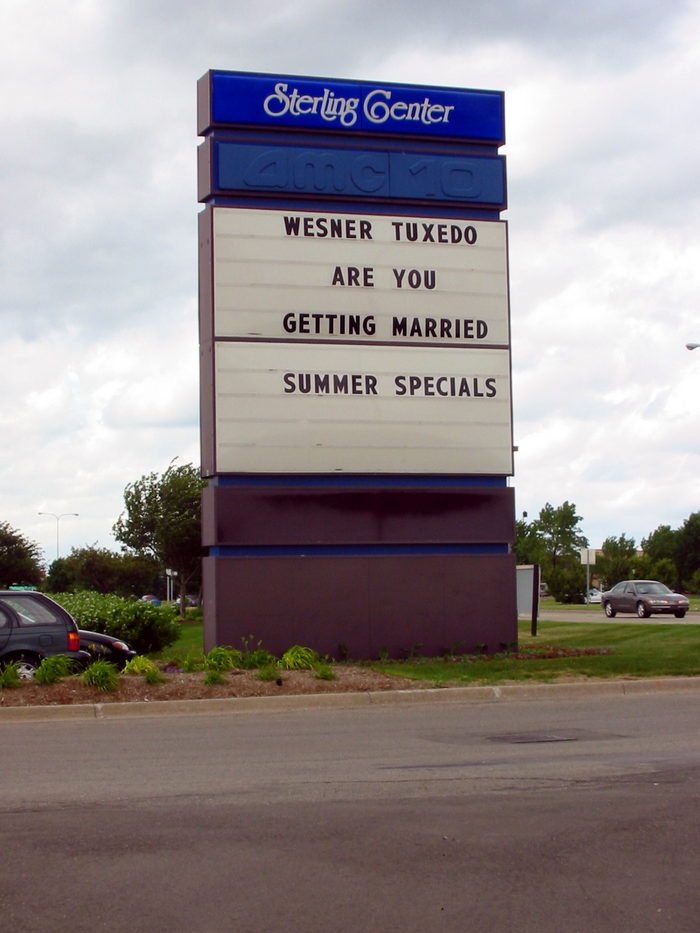 Sterling Center
amc 10
WESNER TUXEDO
ARE YOU
GETTING MARRIED
SUMMER SPECIALS